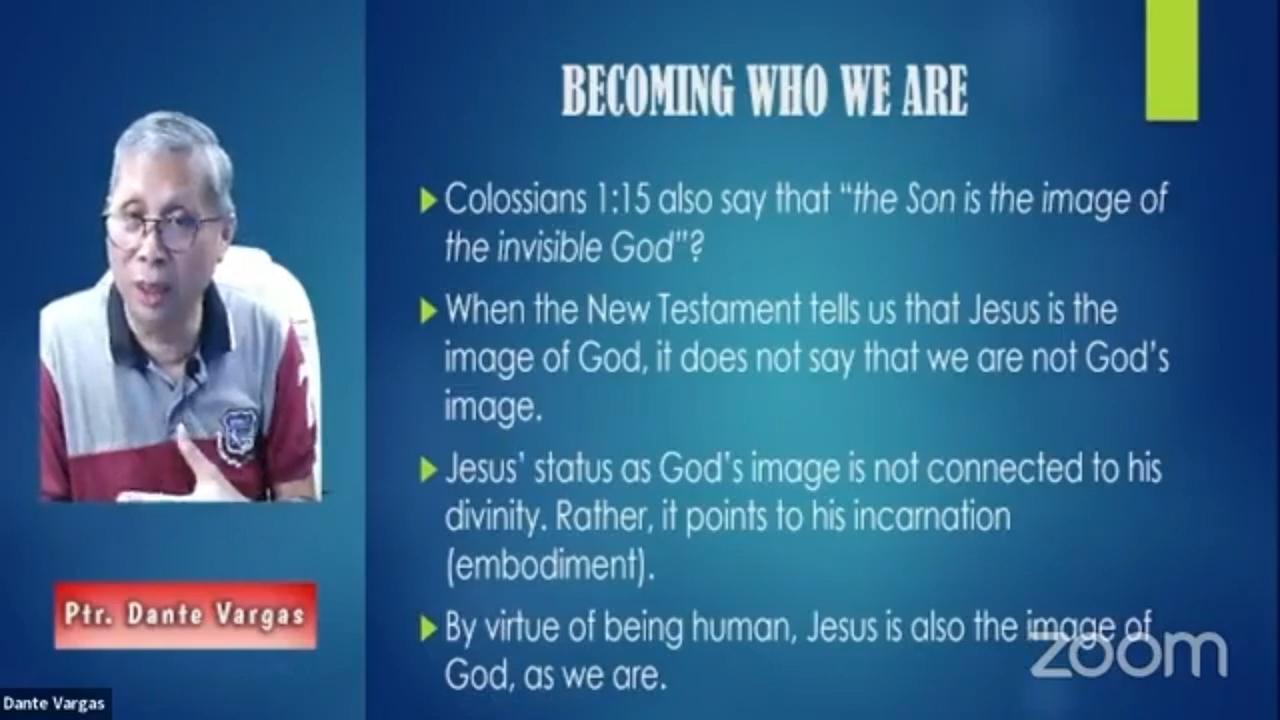 BECOMING WHO WE ARE
Colossians 1:15 also say that “the Son is the image of
the invisible God”?
When the New Testament tells us that Jesus is the
image of God, it does not say that we are not God’s
image.
Jesus’ status as God’s image is not connected to his
divinity. Rather, it points to his incarnation
(embodiment).
By virtue of being human, Jesus is also the image of
God, as we are.
zoom
Ptr. Dante Vargas
Dante Vargas